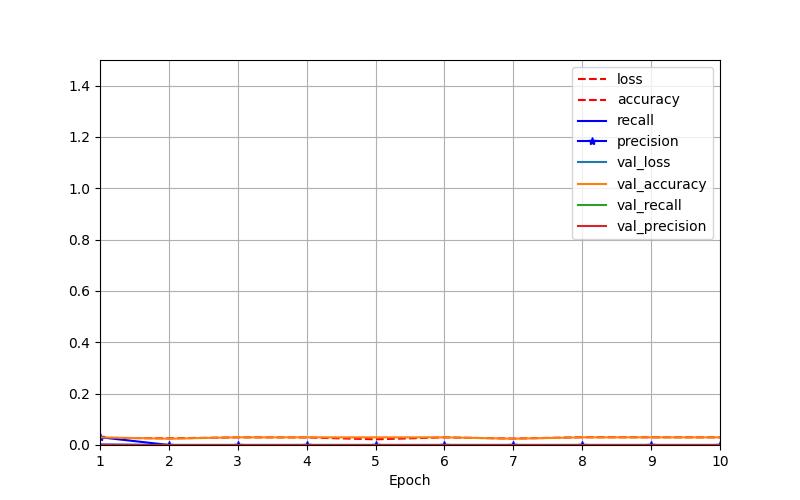 1.4
1.2
1.0
0.8
0.6
0.4
0.2
0.0
1 2 3 4 5 6 7 8 9 10
Epoch
loss
accuracy
recall
precision
val_loss
val_accuracy
val_recall
val_precision